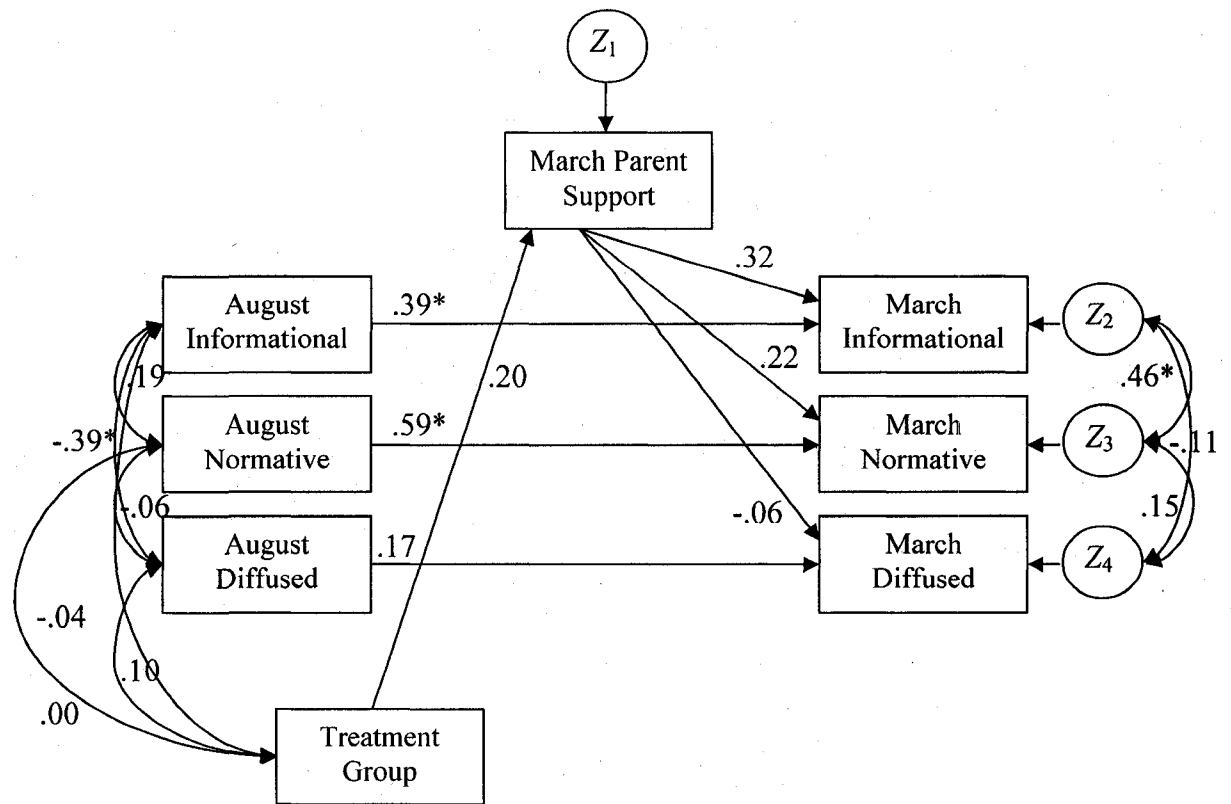 Z1
March Parent
Support
.32
August
Informational
.39*
March
Informational
Z2
.19
.20
.22
.46*
-.39*
August
Normative
.59*
March
Normative
Z3
-.11
-.06
-.06
.15
August
Diffused
.17
March
Diffused
Z4
-.04
.10
.00
Treatment
Group